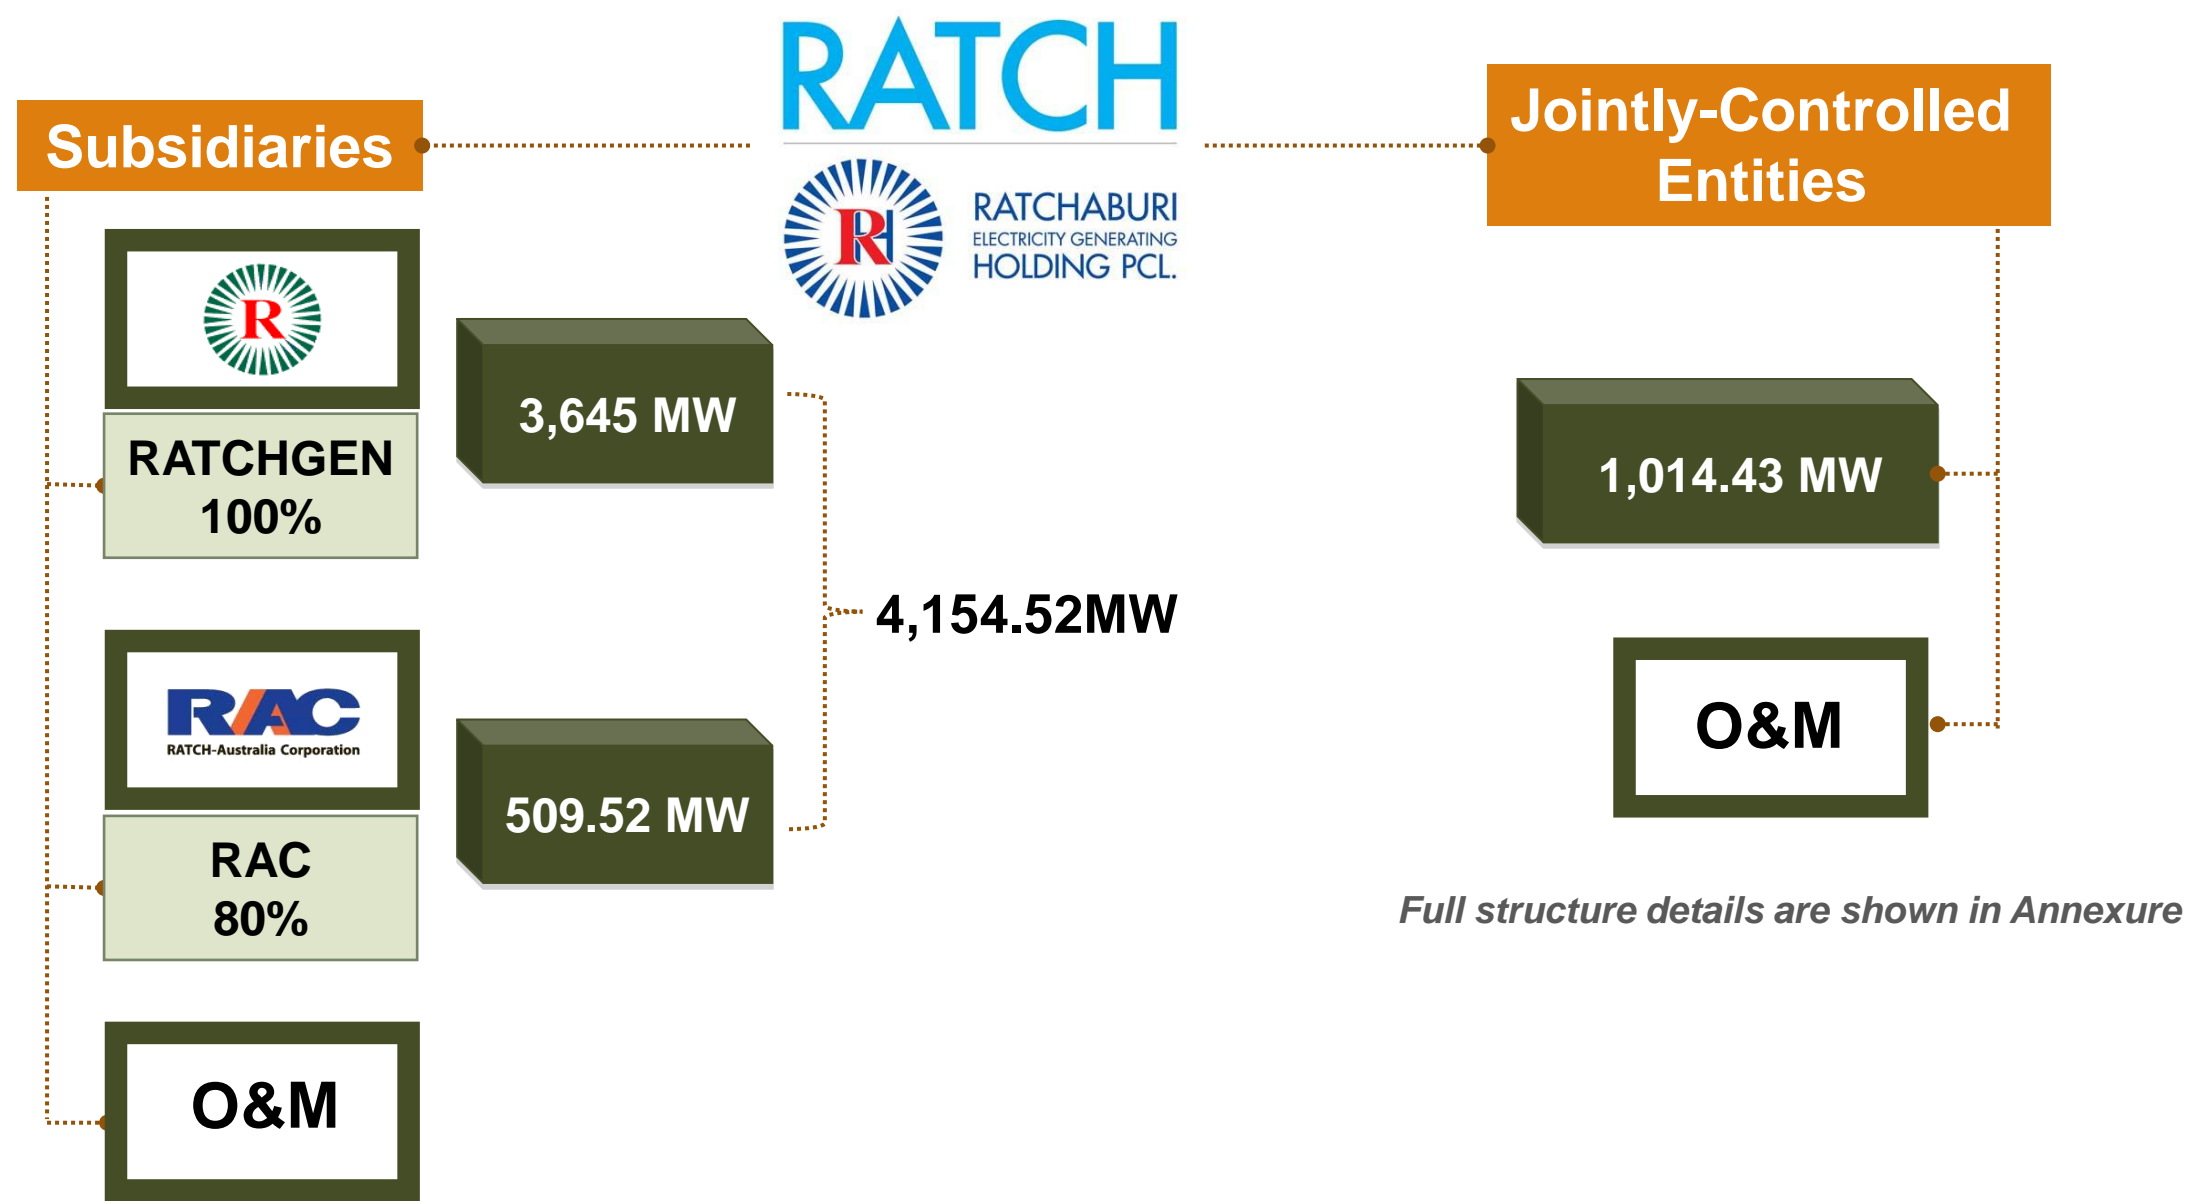 RATCH
RATCHABURI
ELECTRICITY GENERATING
HOLDING PCL.
RH
Subsidiaries
R
RATCHGEN
100%
3,645 MW
RAC
RATCH-Australia Corporation
RAC
80%
509.52 MW
4,154.52MW
O&M
Jointly-Controlled
Entities
1,014.43 MW
O&M
Full structure details are shown in Annexure